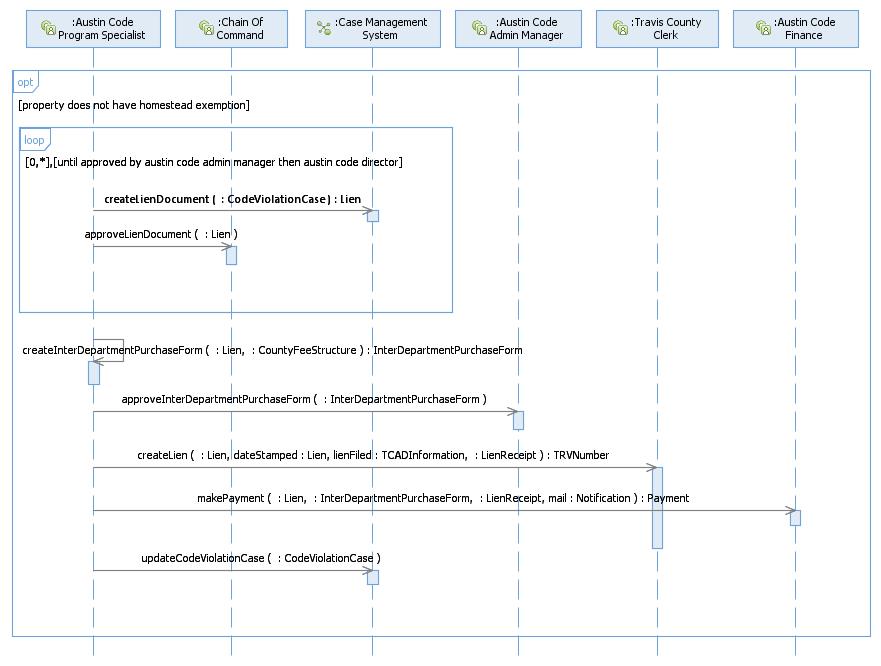 :Austin Code
Program Specialist
:Chain Of
Command
:Case Management
System
:Austin Code
Admin Manager
:Travis County
Clerk
:Austin Code
Finance
opt
[property does not have homestead exemption]
loop
[0,*],[until approved by austin code admin manager then austin code director]
createLienDocument ( : CodeViolationCase ) : Lien
approveLienDocument ( : Lien )
createInterDepartmentPurchaseForm ( : Lien, : CountyFeeStructure ) : InterDepartmentPurchaseForm
approveInterDepartmentPurchaseForm ( : InterDepartmentPurchaseForm )
createLien ( : Lien, dateStamped : Lien, lienFiled : TCADInformation, : LienReceipt ) : TRVNumber
makePayment ( : Lien, : InterDepartmentPurchaseForm, : LienReceipt, mail : Notification ) : Payment
updateCodeViolationCase ( : CodeViolationCase )